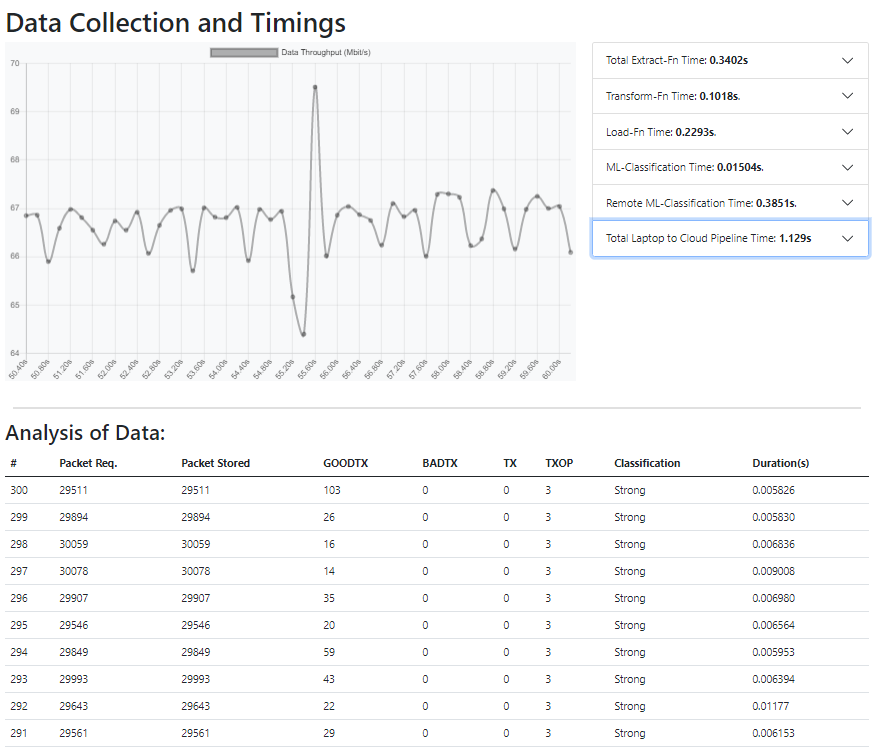 Data Collection and Timings
Data Throughput (Mbit/s)
70
69
68
67
66
65
64
50.40s 50.80s 51.20s 51.60s 52.00s 52.40s 52.80s 53.20s 53.60s 54.00s 54.40s 54.80s 55.20s 55.60s 56.00s 56.40s 56.80s 57.20s 57.60s 58.00s 58.40s 58.80s 59.20s 59.60s 60.00s
Total Extract-Fn Time: 0.3402s
Transform-Fn Time: 0.1018s.
Load-Fn Time: 0.2293s.
ML-Classification Time: 0.01504s.
Remote ML-Classification Time: 0.3851s.
Total Laptop to Cloud Pipeline Time: 1.129s
Analysis of Data:
# Packet Req. Packet Stored GOODTX BADTX TX TXOP Classification Duration(s)
300 29511 29511 103 0 0 3 Strong 0.005826
299 29894 29894 26 0 0 3 Strong 0.005830
298 30059 30059 16 0 0 3 Strong 0.006836
297 30078 30078 14 0 0 3 Strong 0.009008
296 29907 29907 35 0 0 3 Strong 0.006980
295 29546 29546 20 0 0 3 Strong 0.006564
294 29849 29849 59 0 0 3 Strong 0.005953
293 29993 29993 43 0 0 3 Strong 0.006394
292 29643 29643 22 0 0 3 Strong 0.01177
291 29561 29561 29 0 0 3 Strong 0.006153